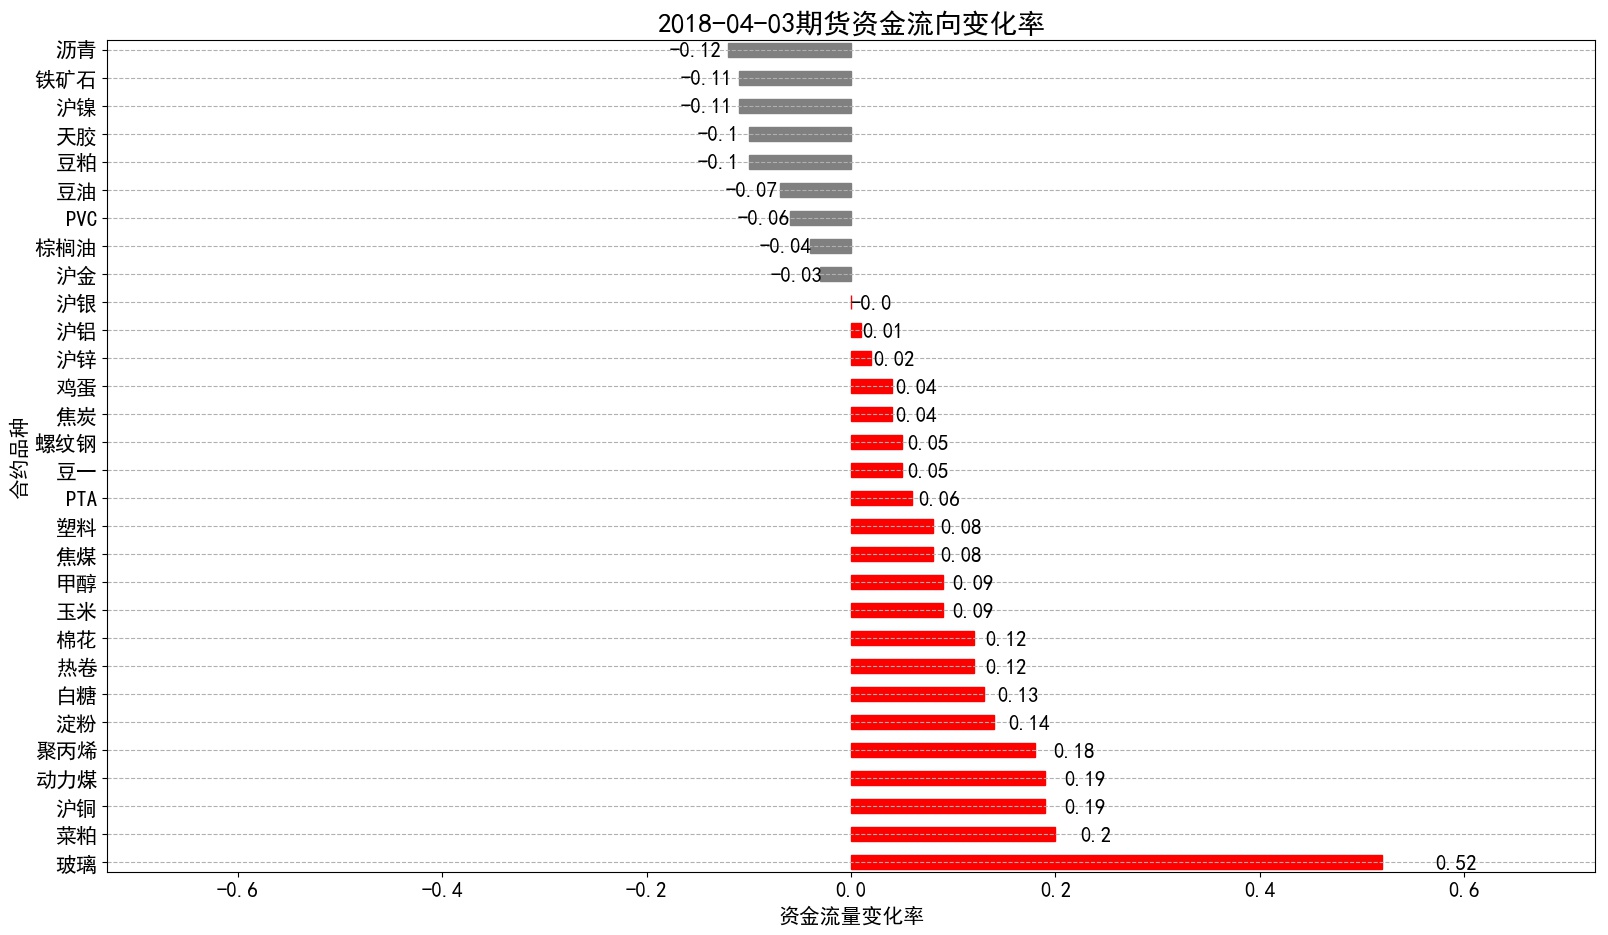 2018-04-03期货资金流向变化率
沥青 -0.12
铁矿石 -0.11
沪镍 -0.11
天胶 -0.1
豆粕 -0.1
豆油 -0.07
PVC -0.06
棕榈油 -0.04
沪金 -0.03
沪银 -0.0
沪铝 0.01
沪锌 0.02
鸡蛋 0.04
焦炭 0.04
螺纹钢 0.05
豆一 0.05
PTA 0.06
塑料 0.08
焦煤 0.08
甲醇 0.09
玉米 0.09
棉花 0.12
热卷 0.12
白糖 0.13
淀粉 0.14
聚丙烯 0.18
动力煤 0.19
沪铜 0.19
菜粕 0.2
玻璃 0.52
合约品种
-0.6 -0.4 -0.2 0.0 0.2 0.4 0.6
资金流量变化率